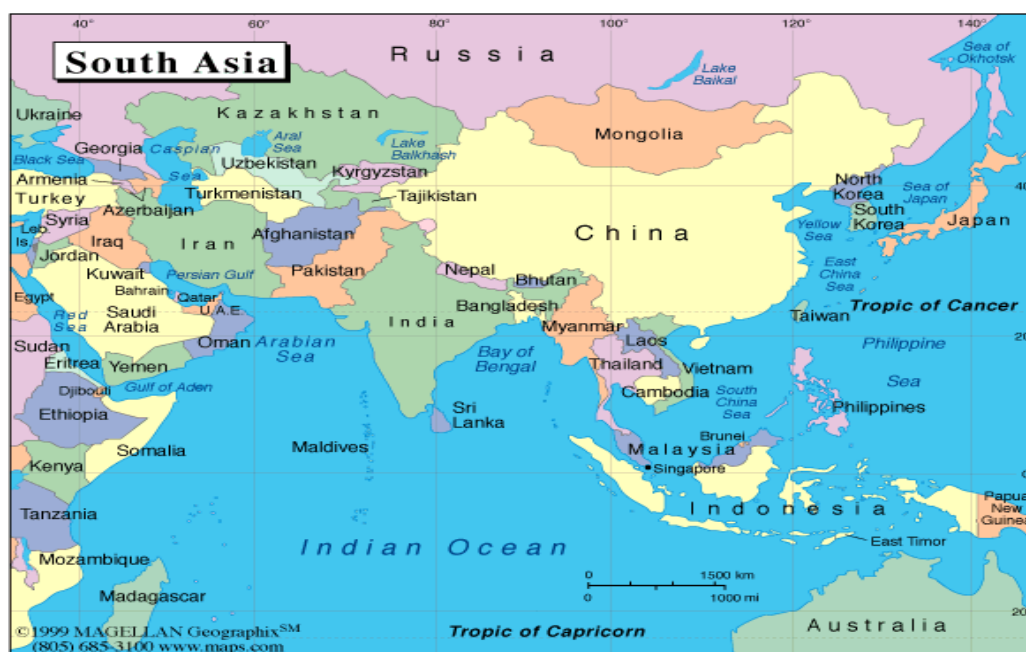 40°
60°
80°
100°
120°
140°
South Asia
Russia
Sea of
Okhotsk
Lake
Baikal
Ukraine
Kazakhstan
Mongolia
Aral
Sea
Lake
Balkhash
Georgia
Caspian
Sea
Black Sea
Uzbekistan
Kyrgyzstan
Armenia
Turkey
Turkmenistan
Tajikistan
Azerbaijan
North
Korea
Sea of
Japan
40
Syria
Leb.
Is.
Iraq
Iran
Afghanistan
China
Yellow
Sea
South
Korea
Japan
Jordan
Kuwait
Persian Gulf
Pakistan
Nepal
Bhutan
East
China
Sea
Bahrain
Qatar
Egypt
Red
Sea
Saudi
Arabia
U.A.E.
Bangladesh
Tropic of Cancer
India
Myanmar
Taiwan
Oman
Arabian
Sea
Laos
20
Sudan
Eritrea
Yemen
Bay of
Bengal
Thailand
Vietnam
Philippine
Sea
Djibouti
Gulf of Aden
Cambodia
South
China
Sea
Ethiopia
Sri
Lanka
Philippines
Somalia
Maldives
Brunei
Malaysia
Singapore
Kenya
0
Tanzania
Indonesia
Papua
New
Guinea
Indian Ocean
East Timor
Mozambique
0
1500 km
0
1000 mi
Madagascar
20
©1999 MAGELLAN Geographix℠
(805) 685-3100 www.maps.com
Tropic of Capricorn
Australia